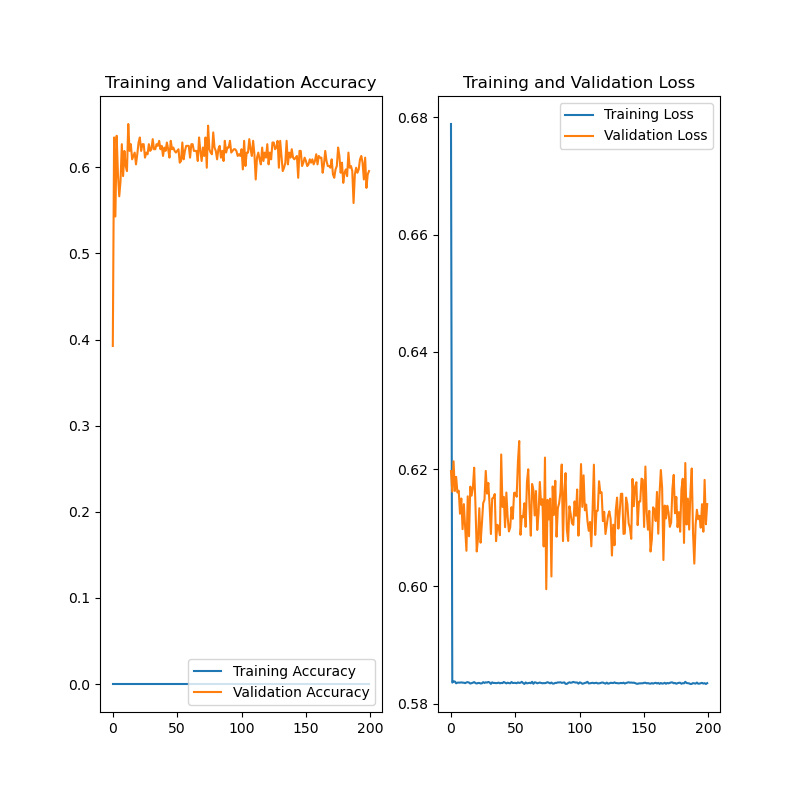 Training and Validation Accuracy
0.6
0.5
0.4
0.3
0.2
0.1
0.0
Training Accuracy
Validation Accuracy
0 50 100 150 200
Training and Validation Loss
Training Loss
Validation Loss
0.68
0.66
0.64
0.62
0.60
0.58
0 50 100 150 200